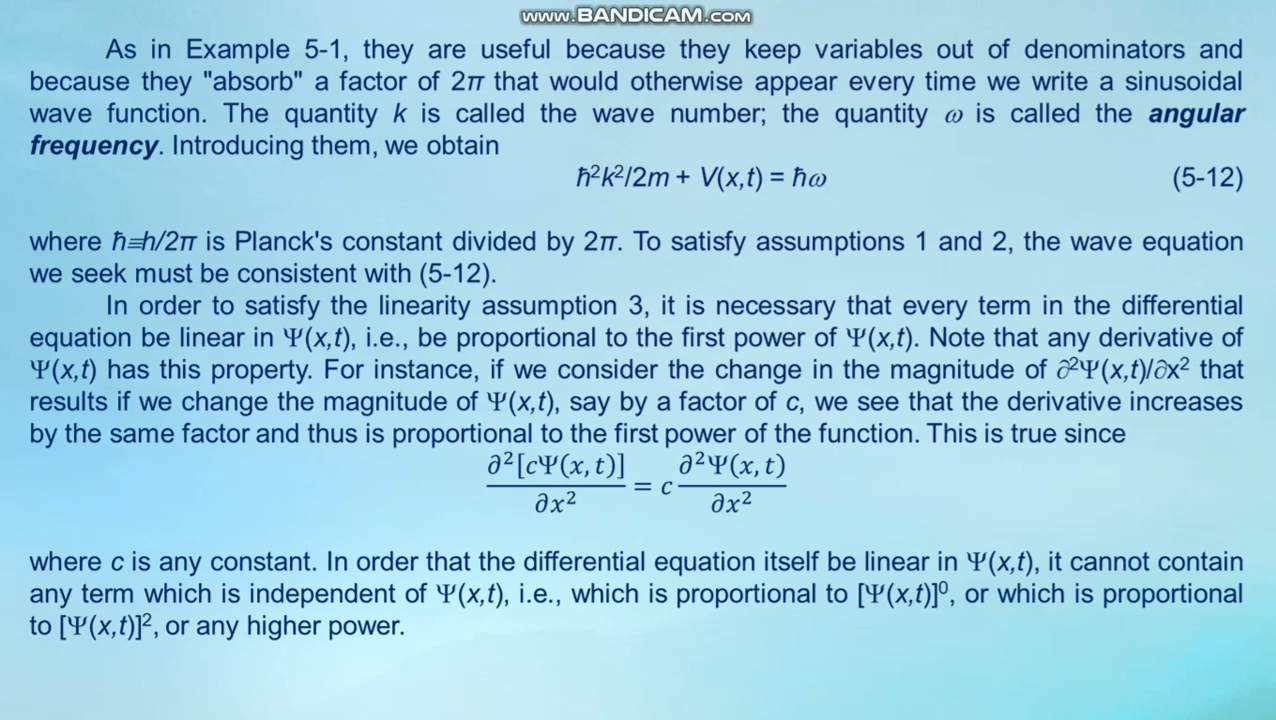 www.BANDICAM.com
As in Example 5-1, they are useful because they keep variables out of denominators and
because they "absorb" a factor of 2π that would otherwise appear every time we write a sinusoidal
wave function. The quantity k is called the wave number; the quantity ω is called the angular
frequency. Introducing them, we obtain
ħ²k²/2m + V(x,t) = ħω (5-12)
where ħ≡h/2π is Planck's constant divided by 2π. To satisfy assumptions 1 and 2, the wave equation
we seek must be consistent with (5-12).
In order to satisfy the linearity assumption 3, it is necessary that every term in the differential
equation be linear in Ψ(x,t), i.e., be proportional to the first power of Ψ(x,t). Note that any derivative of
Ψ(x,t) has this property. For instance, if we consider the change in the magnitude of ∂²Ψ(x,t)/∂x² that
results if we change the magnitude of Ψ(x,t), say by a factor of c, we see that the derivative increases
by the same factor and thus is proportional to the first power of the function. This is true since
∂²[cΨ(x, t)]/∂x² = c ∂²Ψ(x, t)/∂x²
where c is any constant. In order that the differential equation itself be linear in Ψ(x,t), it cannot contain
any term which is independent of Ψ(x,t), i.e., which is proportional to [Ψ(x,t)]⁰, or which is proportional
to [Ψ(x,t)]², or any higher power.